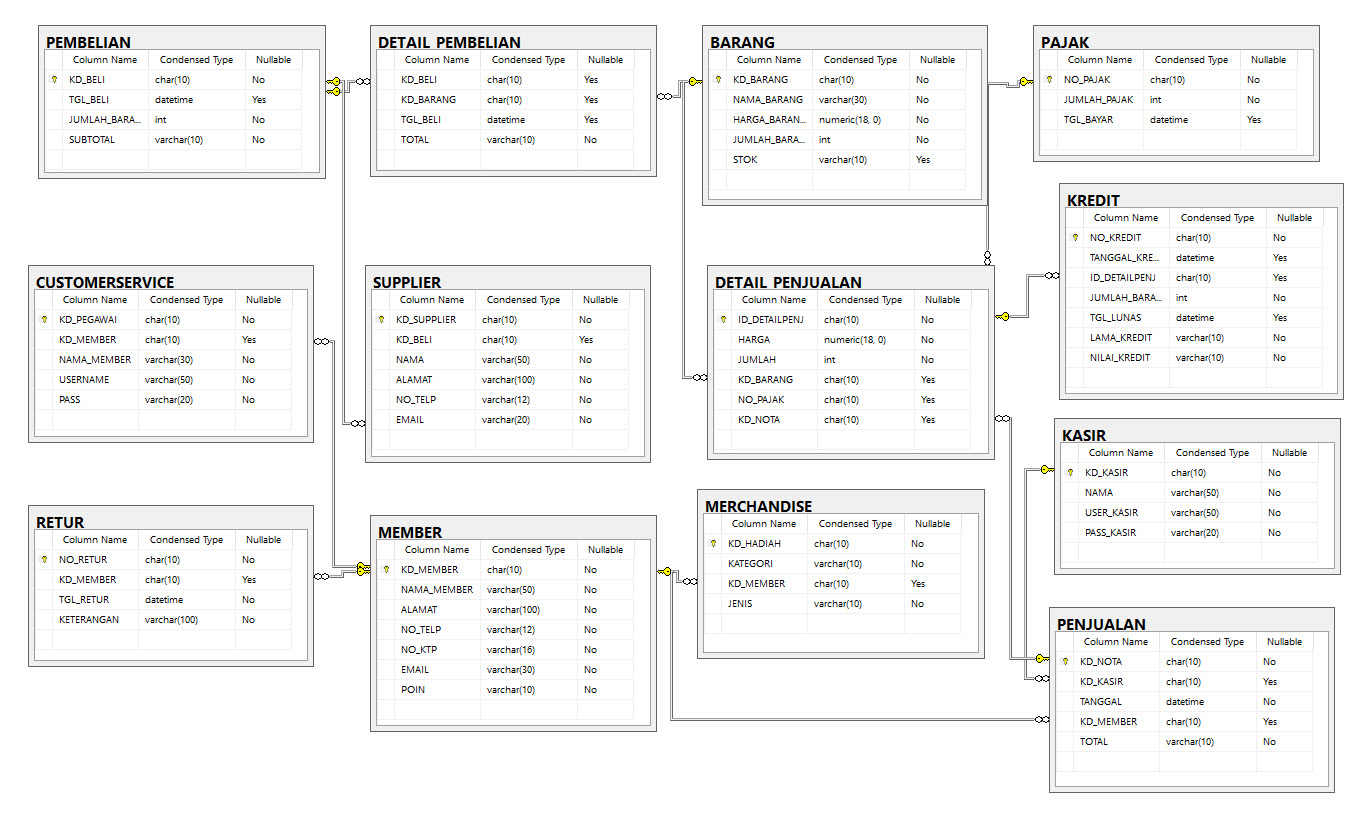 PEMBELIAN
Column Name Condensed Type Nullable
KD_BELI char(10) No
TGL_BELI datetime Yes
JUMLAH_BARA... int No
SUBTOTAL varchar(10) No
DETAIL PEMBELIAN
Column Name Condensed Type Nullable
KD_BELI char(10) Yes
KD_BARANG char(10) Yes
TGL_BELI datetime Yes
TOTAL varchar(10) No
BARANG
Column Name Condensed Type Nullable
KD_BARANG char(10) No
NAMA_BARANG varchar(30) No
HARGA_BARAN... numeric(18, 0) No
JUMLAH_BARA... int No
STOK varchar(10) Yes
PAJAK
Column Name Condensed Type Nullable
NO_PAJAK char(10) No
JUMLAH_PAJAK int No
TGL_BAYAR datetime Yes
KREDIT
Column Name Condensed Type Nullable
NO_KREDIT char(10) No
TANGGAL_KRE... datetime Yes
ID_DETAILPENJ char(10) Yes
JUMLAH_BARA... int No
TGL_LUNAS datetime Yes
LAMA_KREDIT varchar(10) No
NILAI_KREDIT varchar(10) No
CUSTOMERSERVICE
Column Name Condensed Type Nullable
KD_PEGAWAI char(10) No
KD_MEMBER char(10) Yes
NAMA_MEMBER varchar(30) No
USERNAME varchar(50) No
PASS varchar(20) No
SUPPLIER
Column Name Condensed Type Nullable
KD_SUPPLIER char(10) No
KD_BELI char(10) Yes
NAMA varchar(50) No
ALAMAT varchar(100) No
NO_TELP varchar(12) No
EMAIL varchar(20) No
DETAIL PENJUALAN
Column Name Condensed Type Nullable
ID_DETAILPENJ char(10) No
HARGA numeric(18, 0) No
JUMLAH int No
KD_BARANG char(10) Yes
NO_PAJAK char(10) Yes
KD_NOTA char(10) Yes
KASIR
Column Name Condensed Type Nullable
KD_KASIR char(10) No
NAMA varchar(50) No
USER_KASIR varchar(50) No
PASS_KASIR varchar(20) No
RETUR
Column Name Condensed Type Nullable
NO_RETUR char(10) No
KD_MEMBER char(10) Yes
TGL_RETUR datetime No
KETERANGAN varchar(100) No
MEMBER
Column Name Condensed Type Nullable
KD_MEMBER char(10) No
NAMA_MEMBER varchar(50) No
ALAMAT varchar(100) No
NO_TELP varchar(12) No
NO_KTP varchar(16) No
EMAIL varchar(30) No
POIN varchar(10) No
MERCHANDISE
Column Name Condensed Type Nullable
KD_HADIAH char(10) No
KATEGORI varchar(10) No
KD_MEMBER char(10) Yes
JENIS varchar(10) No
PENJUALAN
Column Name Condensed Type Nullable
KD_NOTA char(10) No
KD_KASIR char(10) Yes
TANGGAL datetime No
KD_MEMBER char(10) Yes
TOTAL varchar(10) No